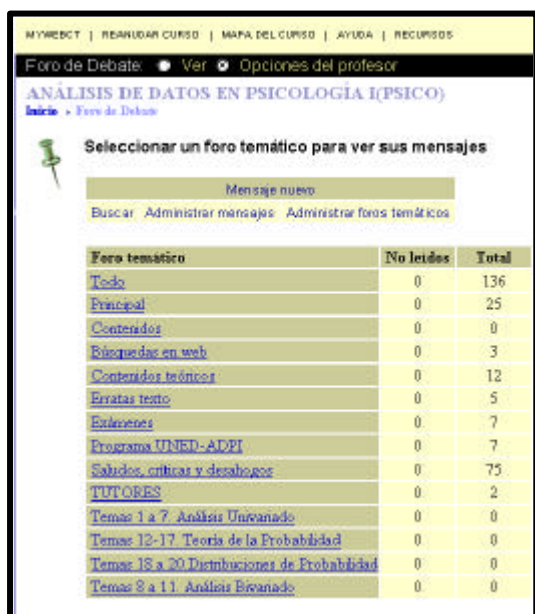 MYWEBCT | REANUDAR CURSO | MAPA DEL CURSO | AYUDA | RECURSOS
Foro de Debate: Ver Opciones del profesor
ANÁLISIS DE DATOS EN PSICOLOGÍA I(PSICO)
Inicio › Foro de Debate
Seleccionar un foro temático para ver sus mensajes
Mensaje nuevo
Buscar Administrar mensajes Administrar foros temáticos
Foro temático No leidos Total
Todo 0 136
Principal 0 25
Contenidos 0 0
Búsquedas en web 0 3
Contenidos teóricos 0 12
Erratas texto 0 5
Exámenes 0 7
Programa UNED-ADPI 0 7
Saludos, críticas y desahogos 0 75
TUTORES 0 2
Temas 1 a 7. Análisis Univariado 0 0
Temas 12-17. Teoría de la Probabilidad 0 0
Temas 18 a 20.Distribuciones de Probabilidad 0 0
Temas 8 a 11. Análisis Bivariado 0 0